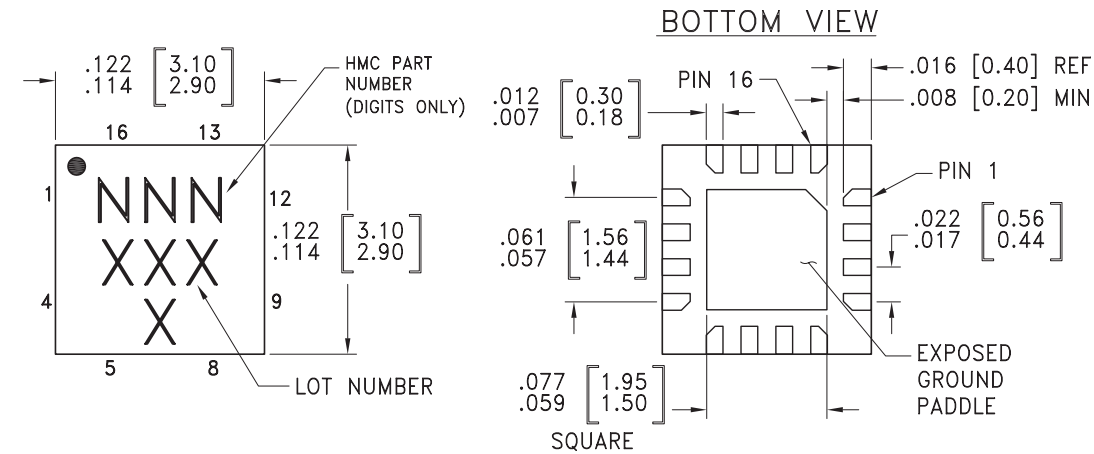 BOTTOM VIEW
.122 [3.10]
.114 [2.90]
HMC PART
NUMBER
(DIGITS ONLY)
16 13
1
12
4
9
5 8
NNN
XXX
X
.122 [3.10]
.114 [2.90]
LOT NUMBER
PIN 16
.016 [0.40] REF
.008 [0.20] MIN
.012 [0.30]
.007 [0.18]
PIN 1
.022 [0.56]
.017 [0.44]
.061 [1.56]
.057 [1.44]
EXPOSED
GROUND
PADDLE
.077 [1.95]
.059 [1.50]
SQUARE